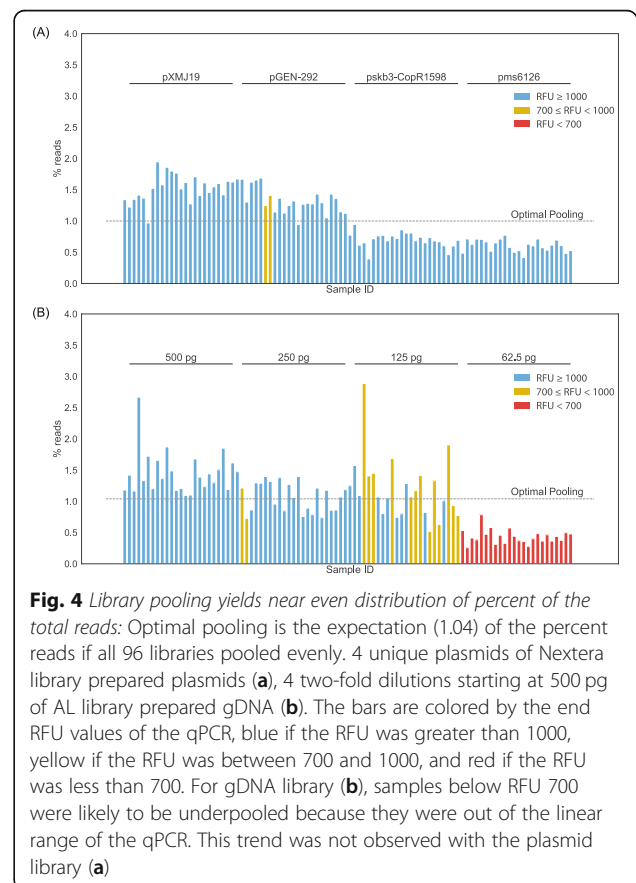 (A)
4.0
3.5
3.0
2.5
2.0
1.5
1.0
0.5
0.0
% reads
pXMJ19 pGEN-292 pskb3-CopR1598 pms6126
RFU ≥ 1000
700 ≤ RFU < 1000
RFU < 700
Optimal Pooling
Sample ID
(B)
4.0
3.5
3.0
2.5
2.0
1.5
1.0
0.5
0.0
% reads
500 pg 250 pg 125 pg 62.5 pg
RFU ≥ 1000
700 ≤ RFU < 1000
RFU < 700
Optimal Pooling
Sample ID
Fig. 4 Library pooling yields near even distribution of percent of the
total reads: Optimal pooling is the expectation (1.04) of the percent
reads if all 96 libraries pooled evenly. 4 unique plasmids of Nextera
library prepared plasmids (a), 4 two-fold dilutions starting at 500 pg
of AL library prepared gDNA (b). The bars are colored by the end
RFU values of the qPCR, blue if the RFU was greater than 1000,
yellow if the RFU was between 700 and 1000, and red if the RFU
was less than 700. For gDNA library (b), samples below RFU 700
were likely to be underpooled because they were out of the linear
range of the qPCR. This trend was not observed with the plasmid
library (a)